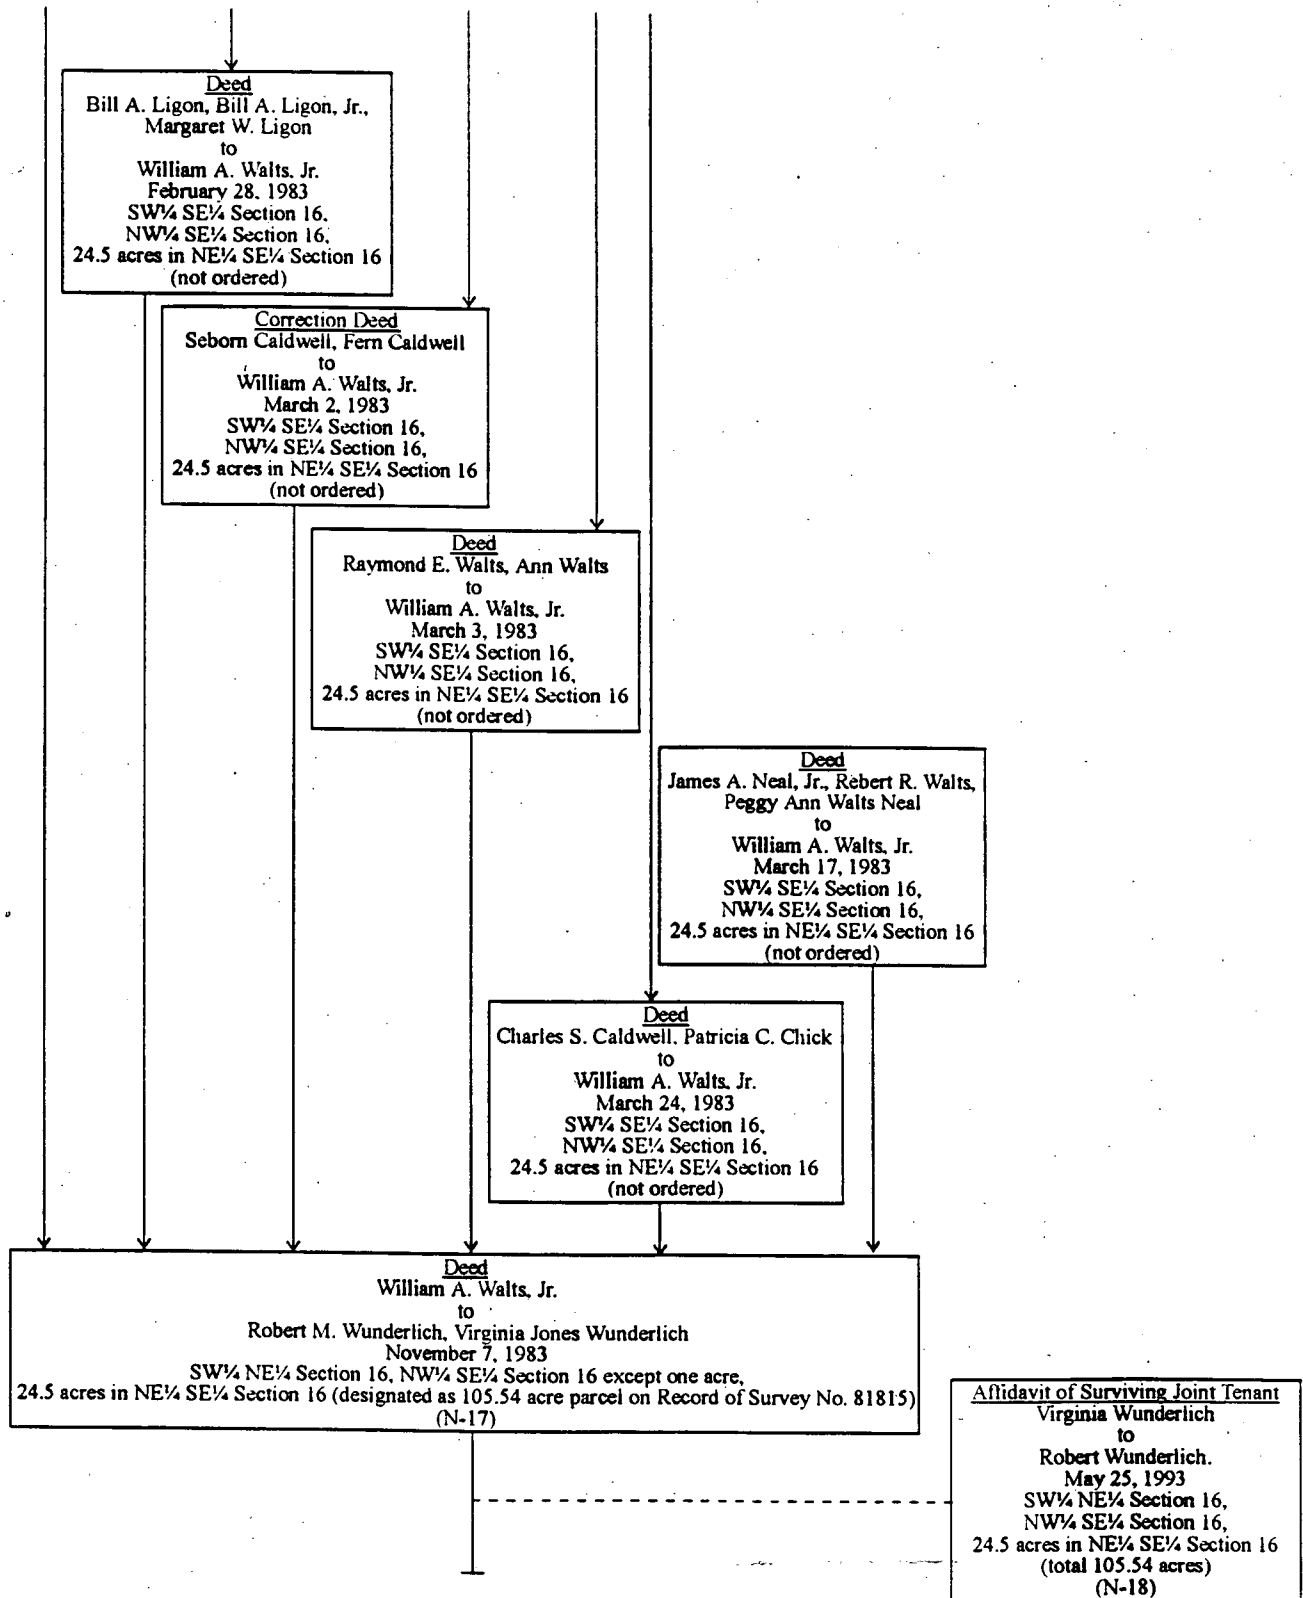 Deed
Bill A. Ligon, Bill A. Ligon, Jr.,
Margaret W. Ligon
to
William A. Walts, Jr.
February 28, 1983
SW¼ SE¼ Section 16,
NW¼ SE¼ Section 16,
24.5 acres in NE¼ SE¼ Section 16
(not ordered)
Correction Deed
Seborn Caldwell, Fern Caldwell
to
William A. Walts, Jr.
March 2, 1983
SW¼ SE¼ Section 16,
NW¼ SE¼ Section 16,
24.5 acres in NE¼ SE¼ Section 16
(not ordered)
Deed
Raymond E. Walts, Ann Walts
to
William A. Walts, Jr.
March 3, 1983
SW¼ SE¼ Section 16,
NW¼ SE¼ Section 16,
24.5 acres in NE¼ SE¼ Section 16
(not ordered)
Deed
James A. Neal, Jr., Rebert R. Walts,
Peggy Ann Walts Neal
to
William A. Walts, Jr.
March 17, 1983
SW¼ SE¼ Section 16,
NW¼ SE¼ Section 16,
24.5 acres in NE¼ SE¼ Section 16
(not ordered)
Deed
Charles S. Caldwell, Patricia C. Chick
to
William A. Walts, Jr.
March 24, 1983
SW¼ SE¼ Section 16,
NW¼ SE¼ Section 16,
24.5 acres in NE¼ SE¼ Section 16
(not ordered)
Deed
William A. Walts, Jr.
to
Robert M. Wunderlich, Virginia Jones Wunderlich
November 7, 1983
SW¼ NE¼ Section 16, NW¼ SE¼ Section 16 except one acre,
24.5 acres in NE¼ SE¼ Section 16 (designated as 105.54 acre parcel on Record of Survey No. 81815)
(N-17)
Affidavit of Surviving Joint Tenant
Virginia Wunderlich
to
Robert Wunderlich.
May 25, 1993
SW¼ NE¼ Section 16,
NW¼ SE¼ Section 16,
24.5 acres in NE¼ SE¼ Section 16
(total 105.54 acres)
(N-18)